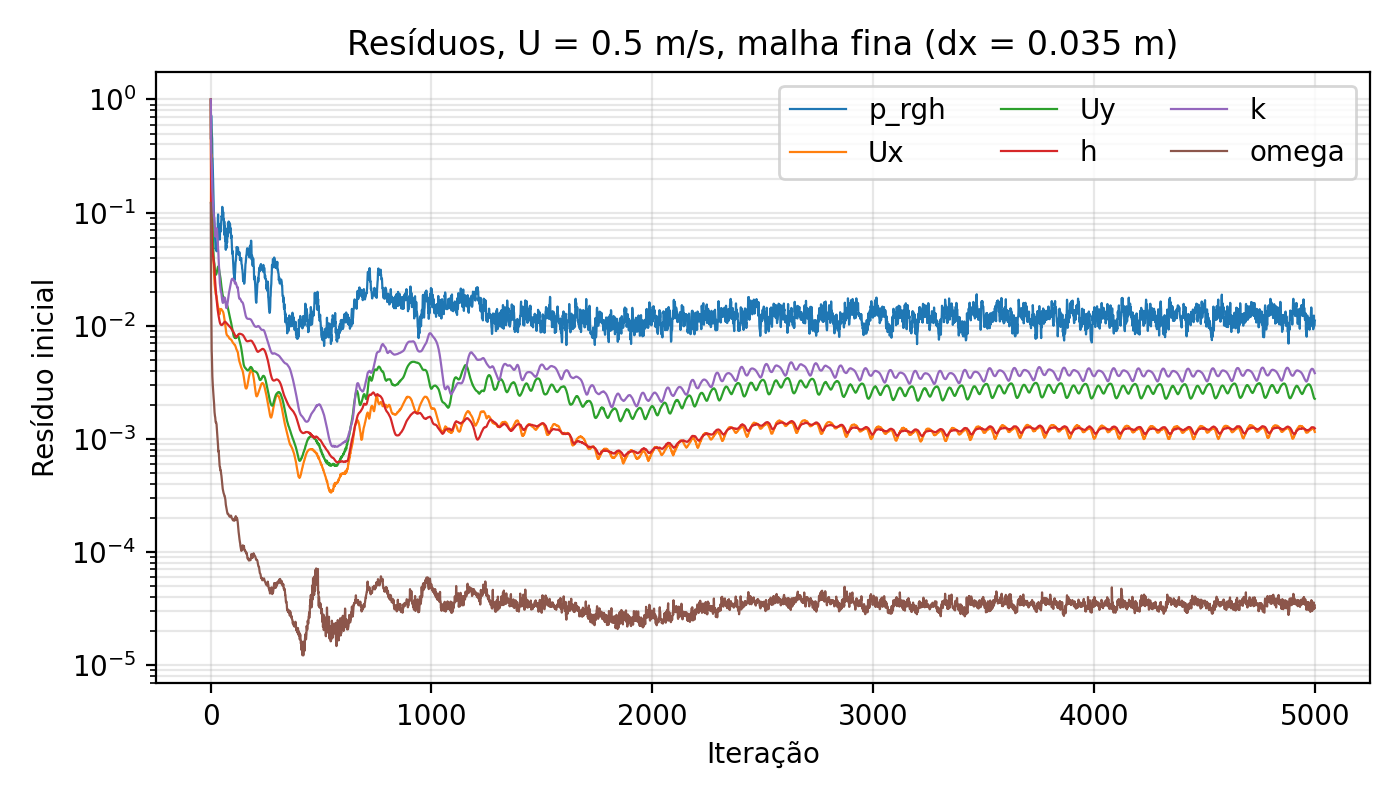 Resíduos, U = 0.5 m/s, malha fina (dx = 0.035 m)
p_rgh Uy k
Ux h omega
10⁰
10⁻¹
10⁻²
10⁻³
10⁻⁴
10⁻⁵
Resíduo inicial
0 1000 2000 3000 4000 5000
Iteração